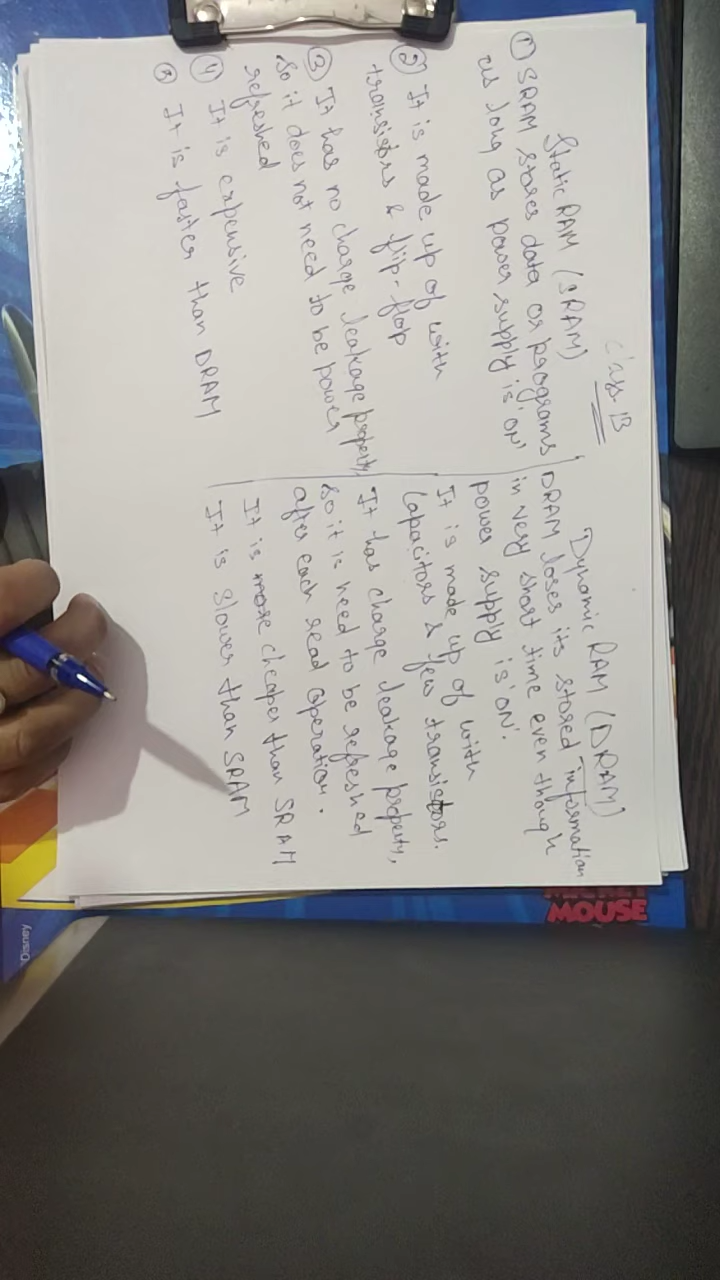 Class. B
Static RAM (SRAM)
① SRAM stores data or programs
as long as power supply is 'ON'
② It is made up of with
transistors & flip-flop
③ It has no charge leakage property,
So it does not need to be power
refreshed
④ It is expensive
⑤ It is faster than DRAM
Dynamic RAM (DRAM)
DRAM loses its stored information
in very short time even though
power supply is 'ON'.
It is made up of with
Capacitors & few transistors.
It has charge leakage property,
So it is need to be refreshed
after each read operation.
It is more cheaper than SRAM
It is slower than SRAM
MICKEY
MOUSE
Disney